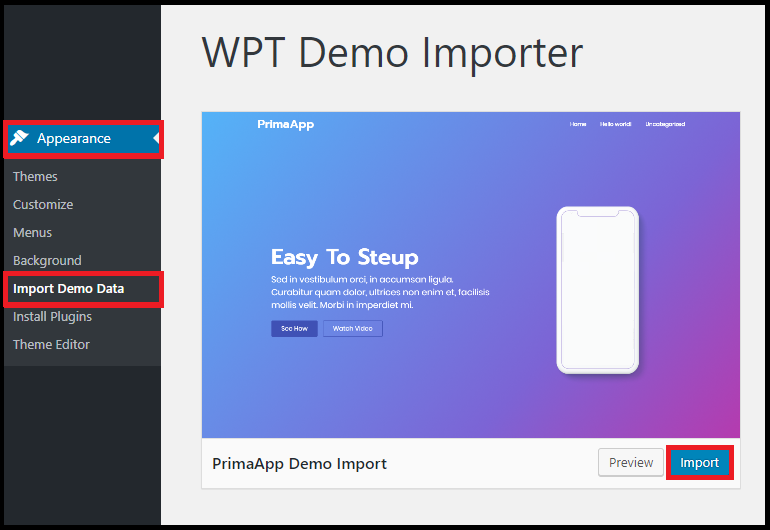 WPT Demo Importer
Appearance
Themes
Customize
Menus
Background
Import Demo Data
Install Plugins
Theme Editor
PrimaApp
Home Hello world! Uncategorized
Easy To Steup
Sed in vestibulum orci, in accumsan ligula.
Curabitur quam dolor, ultrices non enim et, facilisis
mollis velit. Morbi in imperdiet mi.
See How Watch Video
PrimaApp Demo Import Preview Import